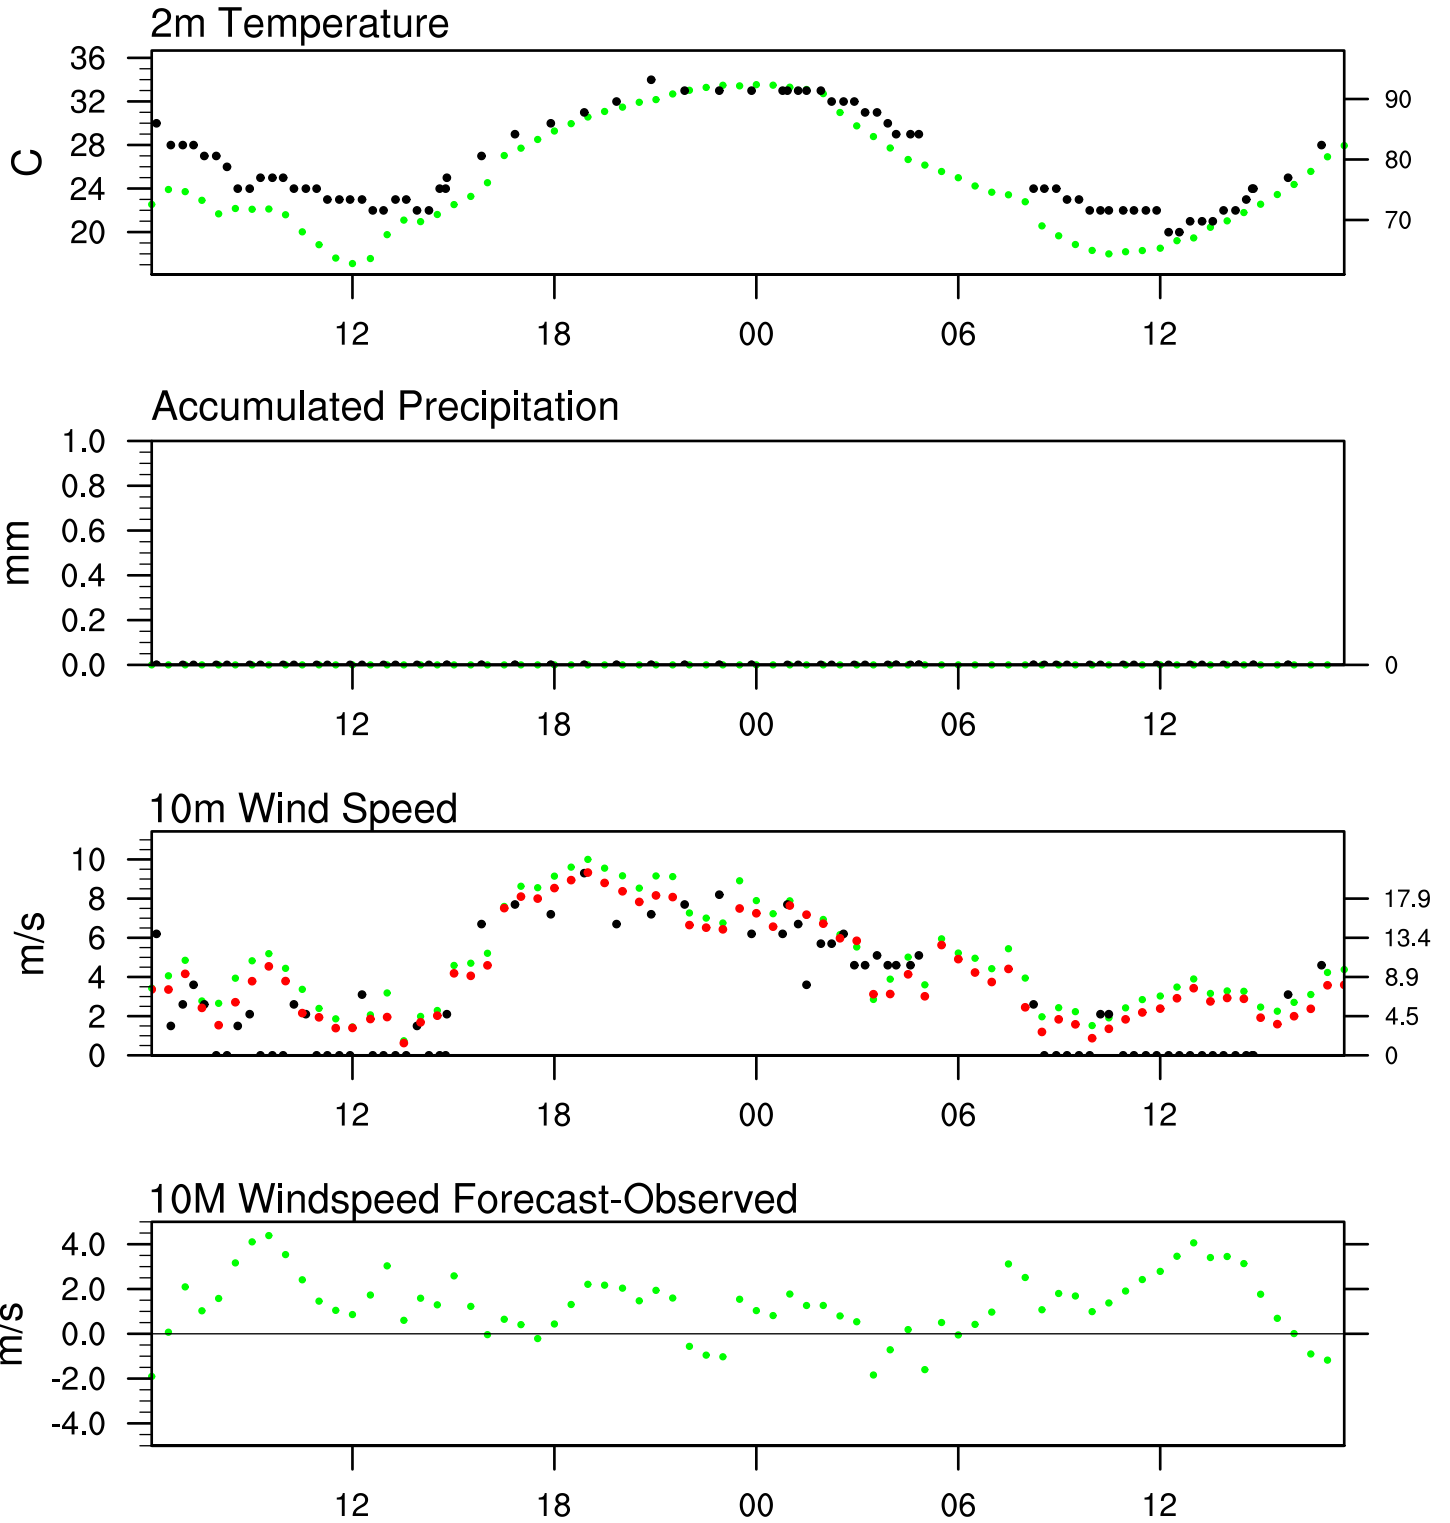 2m Temperature
36
32
28
24
20
C
90
80
70
12 18 00 06 12
Accumulated Precipitation
1.0
0.8
0.6
0.4
0.2
0.0
mm
0
12 18 00 06 12
10m Wind Speed
10
8
6
4
2
0
m/s
17.9
13.4
8.9
4.5
0
12 18 00 06 12
10M Windspeed Forecast-Observed
4.0
2.0
0.0
-2.0
-4.0
m/s
12 18 00 06 12